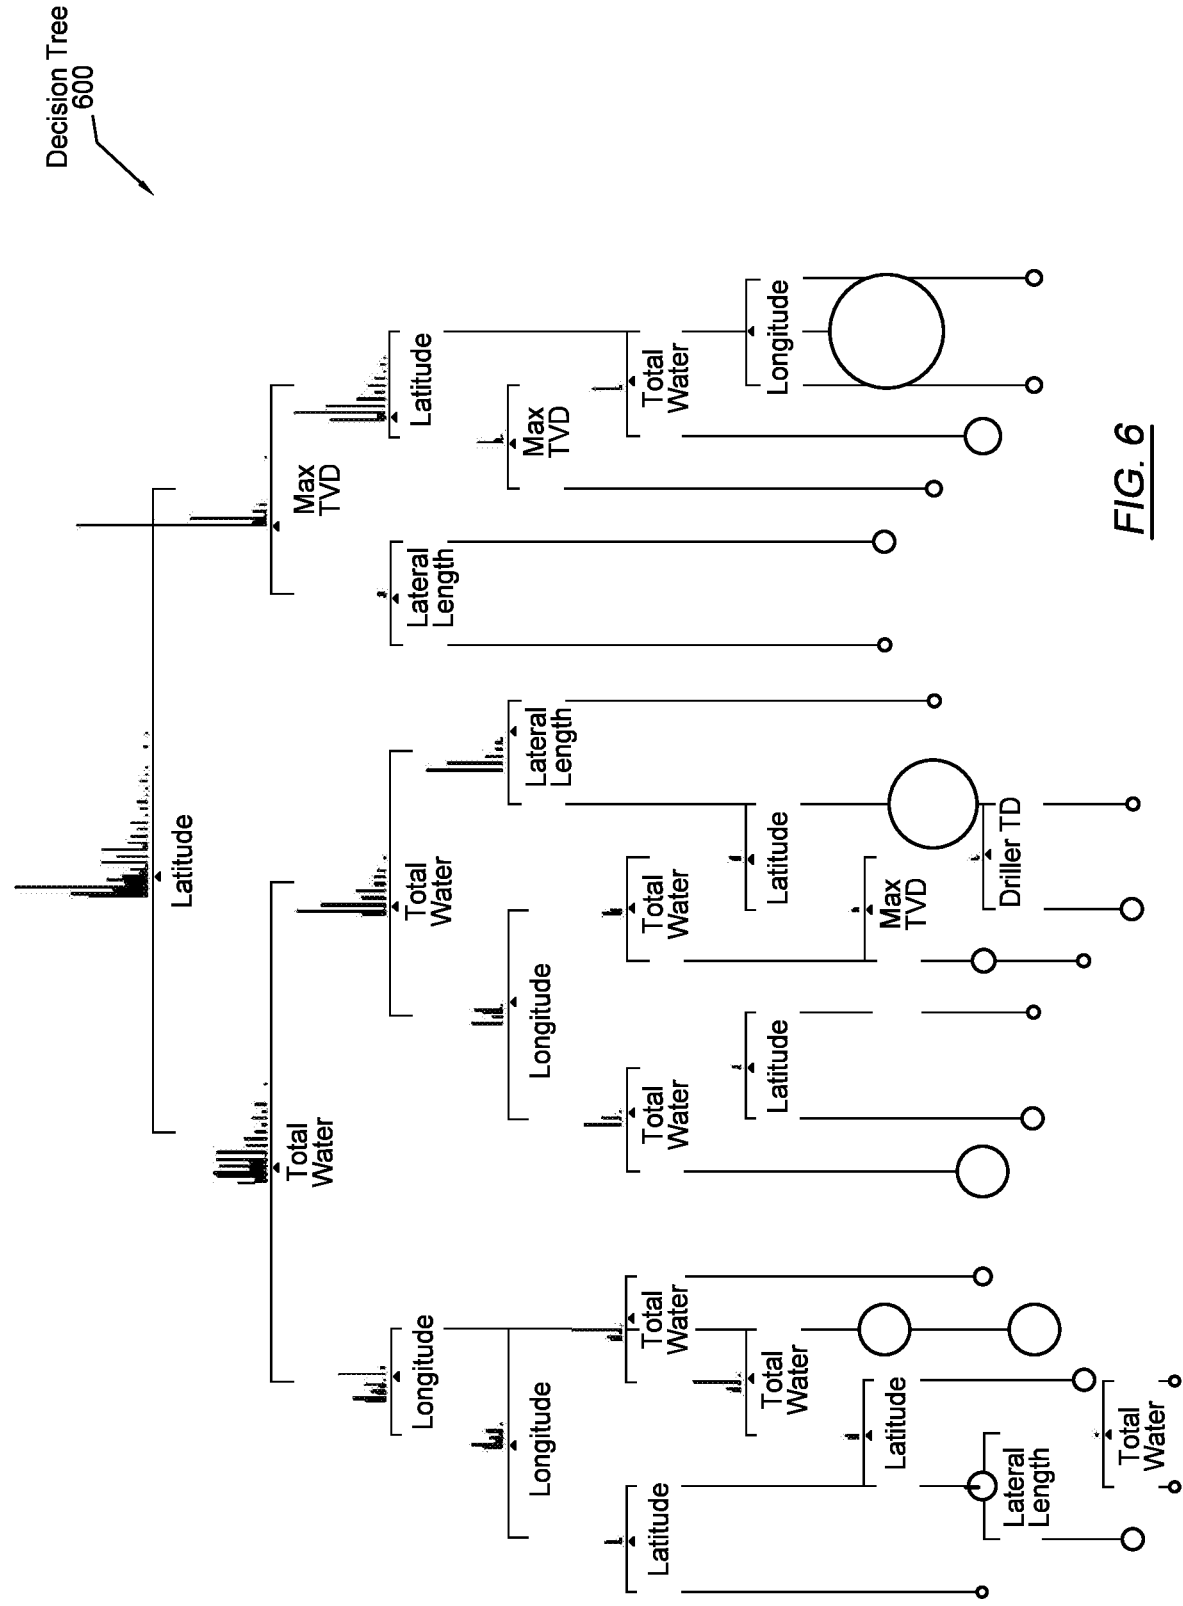 Decision Tree
600
Latitude
Total
Water
Max
TVD
Longitude
Total
Water
Lateral
Length
Latitude
Longitude
Longitude
Lateral
Length
Max
TVD
Latitude
Total
Water
Total
Water
Total
Water
Total
Water
Total
Water
Latitude
Latitude
Longitude
Latitude
Max
TVD
Lateral
Length
Driller TD
Total
Water
FIG. 6